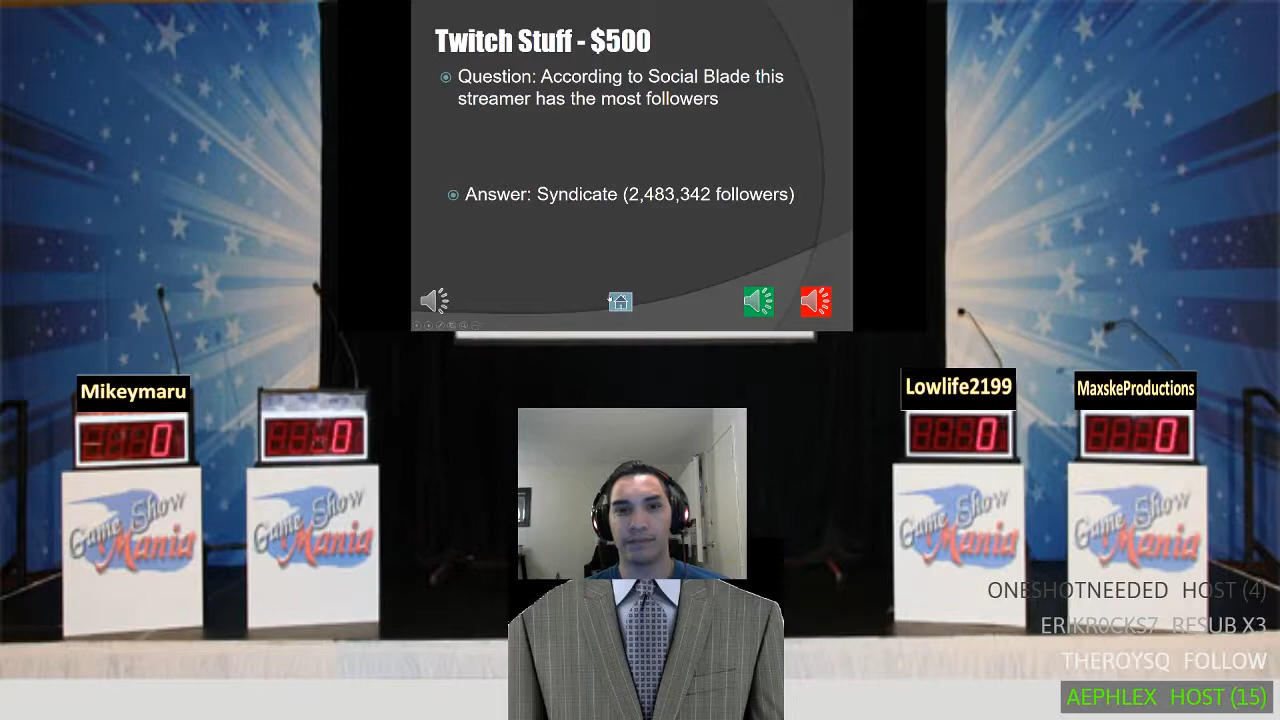 Twitch Stuff - $500
Question: According to Social Blade this
streamer has the most followers
Answer: Syndicate (2,483,342 followers)
Mikeymaru
Lowlife2199
MaxskeProductions
0
0
0
0
Game Show
Mania
Game Show
Mania
Game Show
Mania
Game Show
Mania
ONESHOTNEEDED HOST (4)
ERIKR0CKS7 RESUB X3
THEROYSQ FOLLOW
AEPHLEX HOST (15)